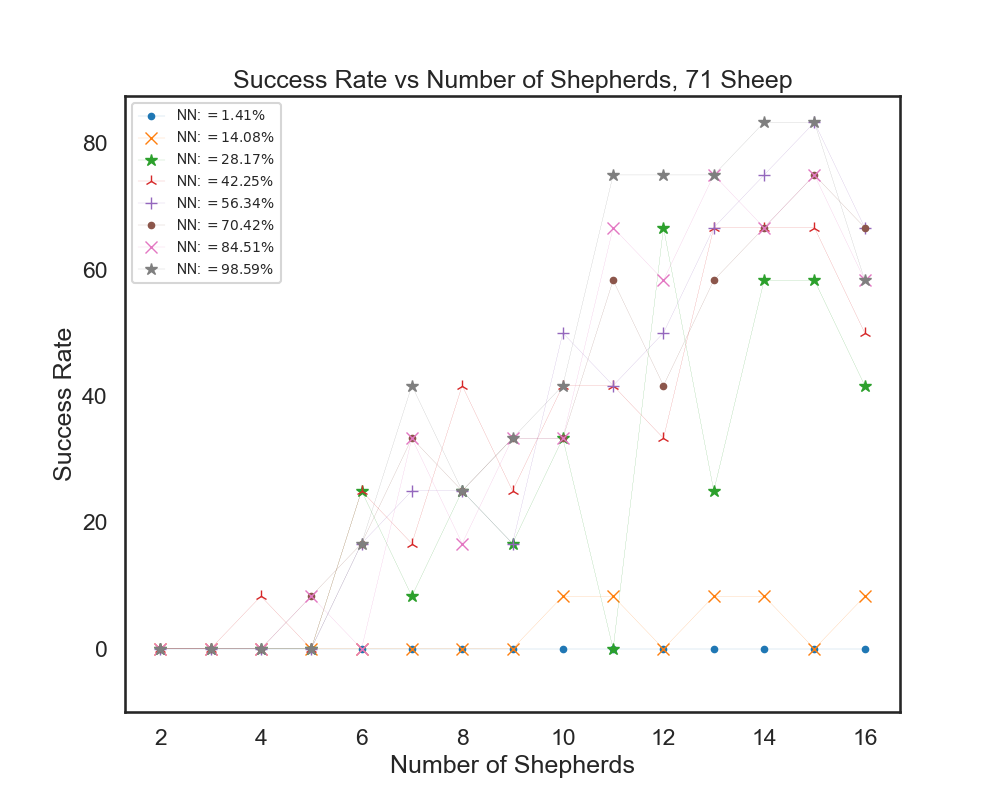 Success Rate vs Number of Shepherds, 71 Sheep
NN: =1.41%
NN: =14.08%
NN: =28.17%
NN: =42.25%
NN: =56.34%
NN: =70.42%
NN: =84.51%
NN: =98.59%
Success Rate
80
60
40
20
0
2 4 6 8 10 12 14 16
Number of Shepherds